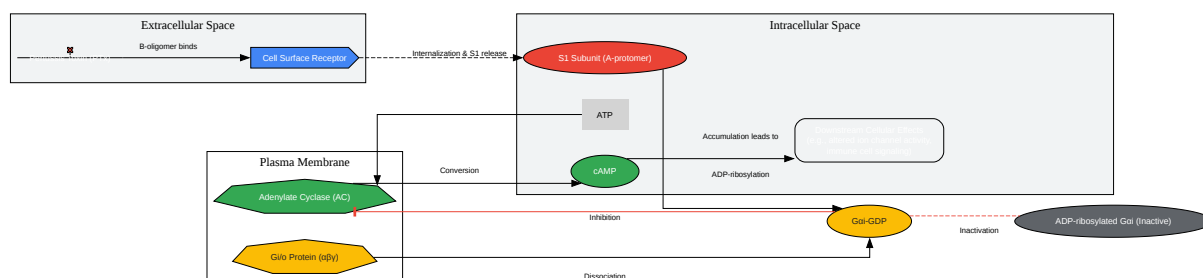 Extracellular Space
Intracellular Space
B-oligomer binds
Cell Surface Receptor
Internalization & S1 release
S1 Subunit (A-protomer)
ATP
Accumulation leads to
Plasma Membrane
cAMP
Conversion
ADP-ribosylation
Adenylate Cyclase (AC)
Inhibition
Gαi-GDP
ADP-ribosylated Gαi (Inactive)
Inactivation
Gi/o Protein (αβγ)
Dissociation